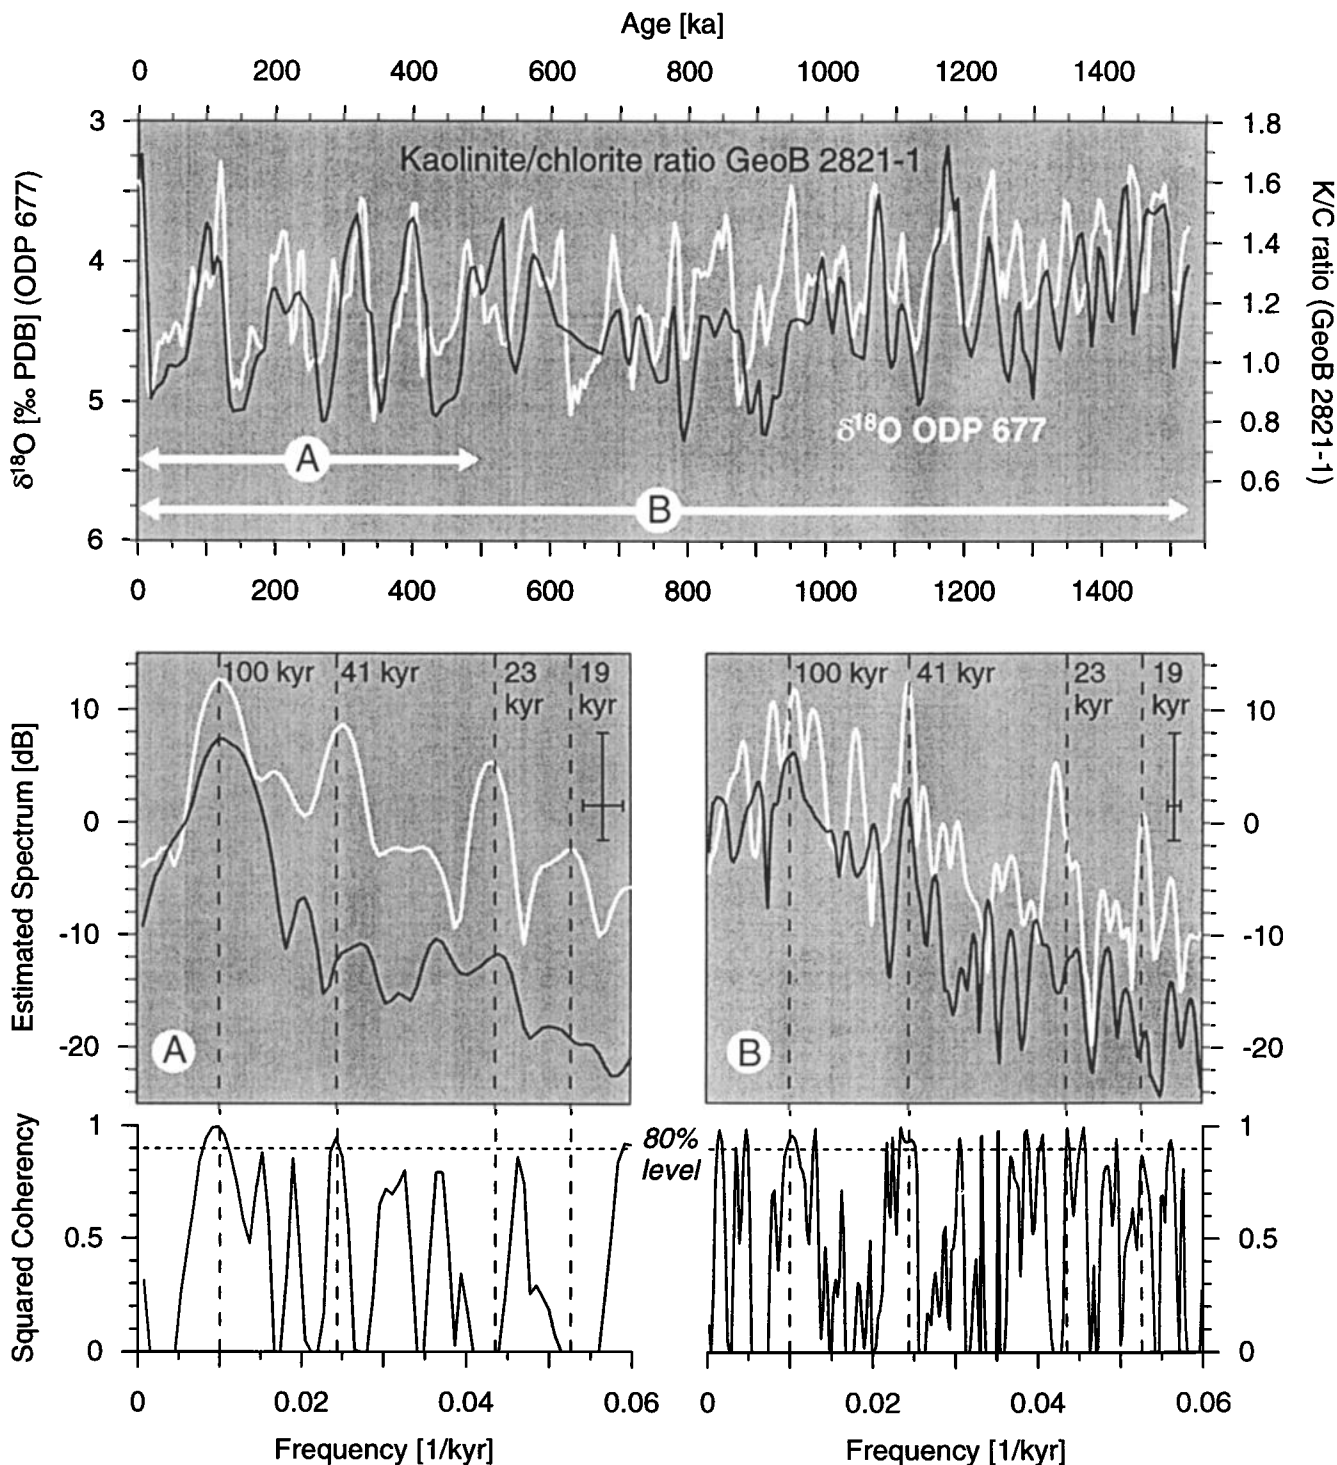 Age [ka]
0 200 400 600 800 1000 1200 1400
3 4 5 6
δ¹⁸O [‰ PDB] (ODP 677)
Kaolinite/chlorite ratio GeoB 2821-1
δ¹⁸O ODP 677
A
B
1.8 1.6 1.4 1.2 1.0 0.8 0.6
K/C ratio (GeoB 2821-1)
0 200 400 600 800 1000 1200 1400
Estimated Spectrum [dB]
10 0 -10 -20
100 kyr 41 kyr 23 19
kyr kyr
A
100 kyr 41 kyr 23 19
kyr kyr
B
10 0 -10 -20
Squared Coherency
1 0.5 0
80%
level
1 0.5 0
0 0.02 0.04 0.06
0 0.02 0.04 0.06
Frequency [1/kyr]
Frequency [1/kyr]